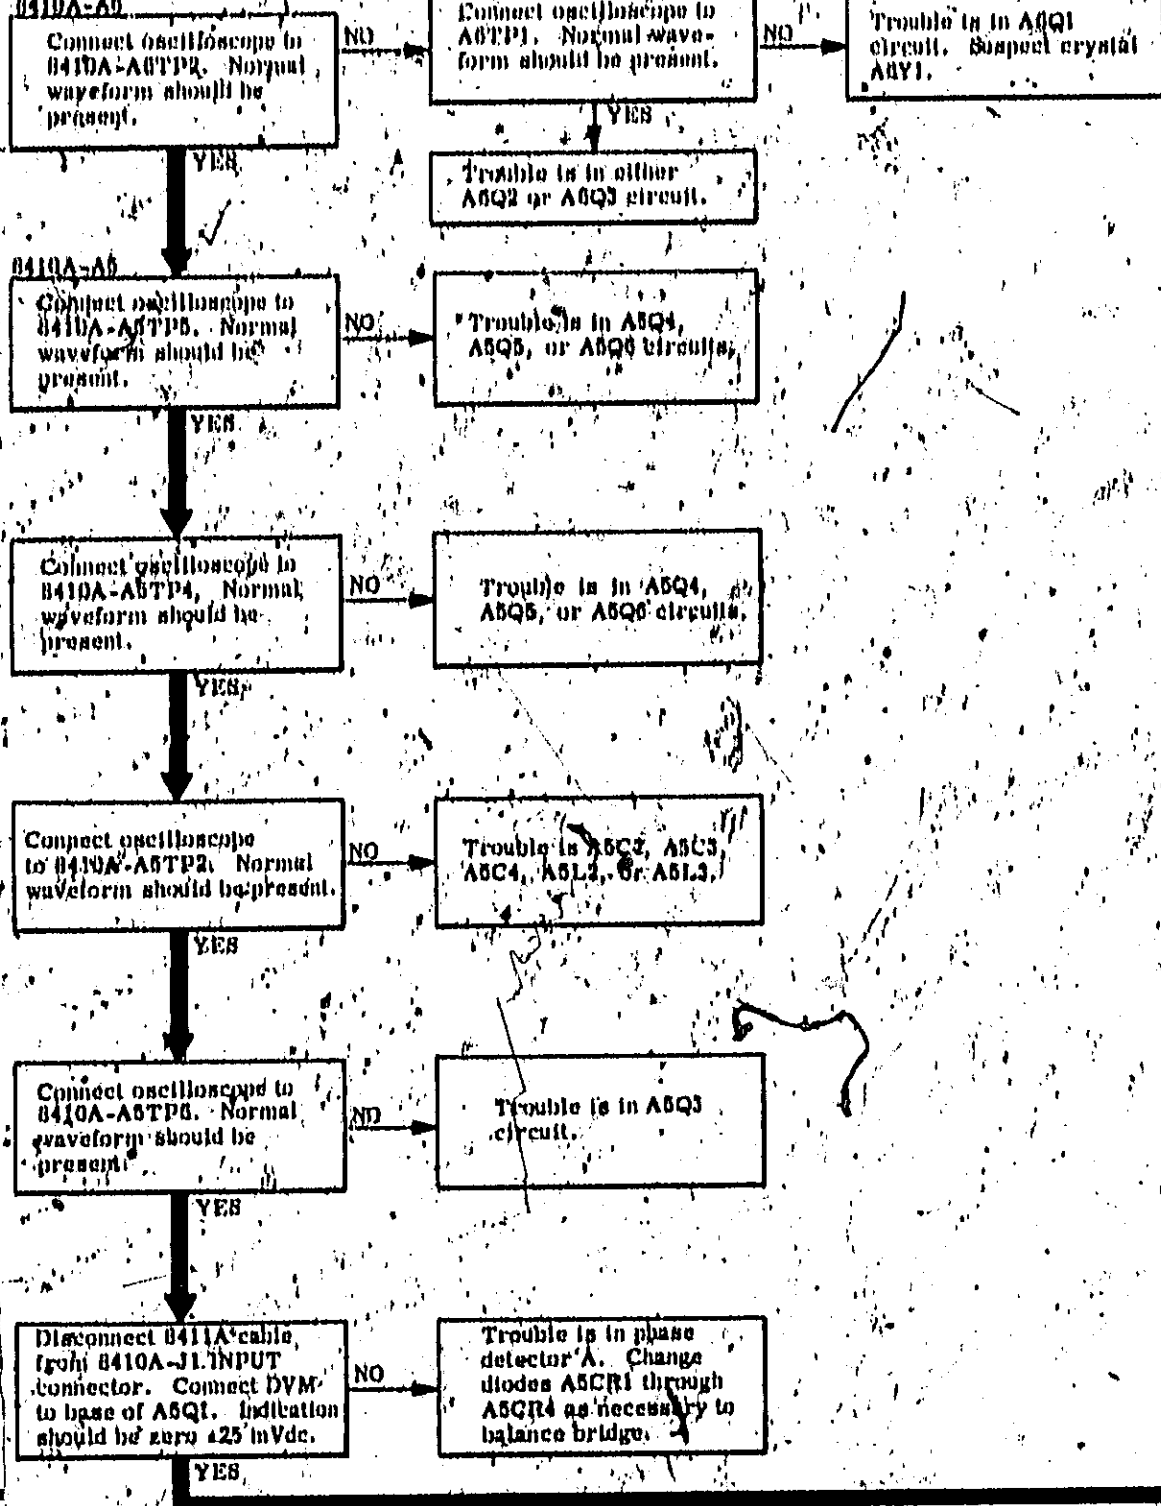 8410A-A6
Connect oscilloscope to
8410A-A6TP2. Normal
waveform should be
present.
NO
Connect oscilloscope to
A6TP1. Normal wave-
form should be present.
NO
Trouble is in A6Q1
circuit. Suspect crystal
A6Y1.
YES
YES
Trouble is in either
A6Q2 or A6Q3 circuit.
8410A-A5
Connect oscilloscope to
8410A-A5TP5. Normal
waveform should be
present.
NO
Trouble is in A5Q4,
A5Q5, or A5Q6 circuits.
YES
Connect oscilloscope to
8410A-A5TP4. Normal
waveform should be
present.
NO
Trouble is in A5Q4,
A5Q5, or A5Q6 circuits.
YES
Connect oscilloscope
to 8410A-A5TP2. Normal
waveform should be present.
NO
Trouble is A5C2, A5C3,
A5C4, A5L2, or A5L3.
YES
Connect oscilloscope to
8410A-A5TP6. Normal
waveform should be
present.
NO
Trouble is in A5Q3
circuit.
YES
Disconnect 8411A cable
from 8410A-J1 INPUT
connector. Connect DVM
to base of A5Q1. Indication
should be zero ±25 mVdc.
NO
Trouble is in phase
detector A. Change
diodes A5CR1 through
A5CR4 as necessary to
balance bridge.
YES